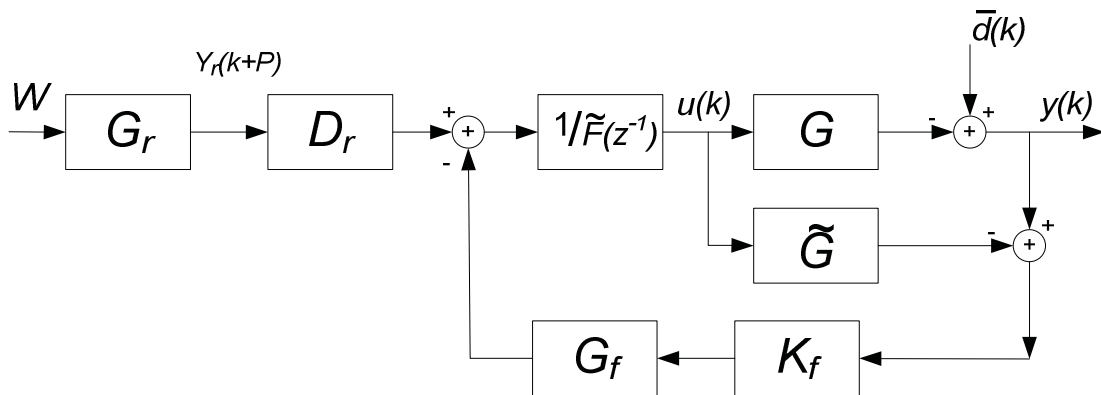 W
G_r
Y_r(k+P)
D_r
+
+
-
1/F̃(z⁻¹)
u(k)
G
-
d̅(k)
+
+
y(k)
G̃
-
+
+
K_f
G_f